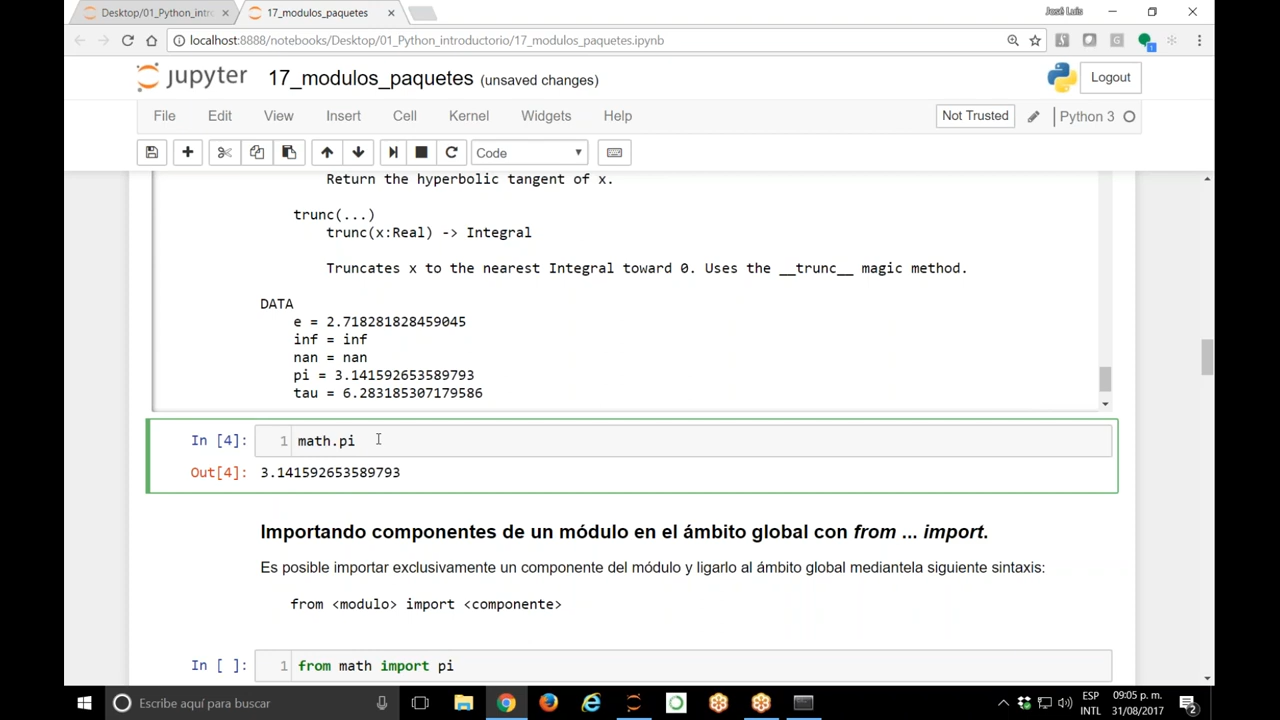 Desktop/01_Python_intro
17_modulos_paquetes
José Luis
localhost:8888/notebooks/Desktop/01_Python_introductorio/17_modulos_paquetes.ipynb
jupyter 17_modulos_paquetes (unsaved changes)
Logout
File Edit View Insert Cell Kernel Widgets Help
Not Trusted
Python 3
Code
Return the hyperbolic tangent of x.
trunc(...)
trunc(x:Real) -> Integral
Truncates x to the nearest Integral toward 0. Uses the __trunc__ magic method.
DATA
e = 2.718281828459045
inf = inf
nan = nan
pi = 3.141592653589793
tau = 6.283185307179586
In [4]: 1 math.pi
Out[4]: 3.141592653589793
Importando componentes de un módulo en el ámbito global con from ... import.
Es posible importar exclusivamente un componente del módulo y ligarlo al ámbito global mediantela siguiente sintaxis:
from <modulo> import <componente>
In [ ]: 1 from math import pi
Escribe aquí para buscar
ESP 09:05 p. m.
INTL 31/08/2017
2